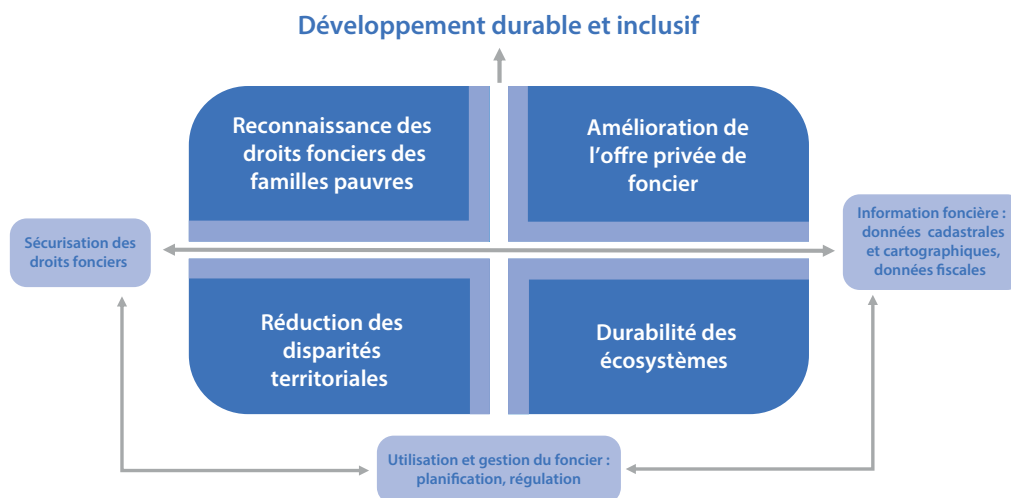 Développement durable et inclusif
Reconnaissance des
droits fonciers des
familles pauvres
Amélioration de
l’offre privée de
foncier
Sécurisation des
droits fonciers
Information foncière :
données cadastrales
et cartographiques,
données fiscales
Réduction des
disparités
territoriales
Durabilité des
écosystèmes
Utilisation et gestion du foncier :
planification, régulation